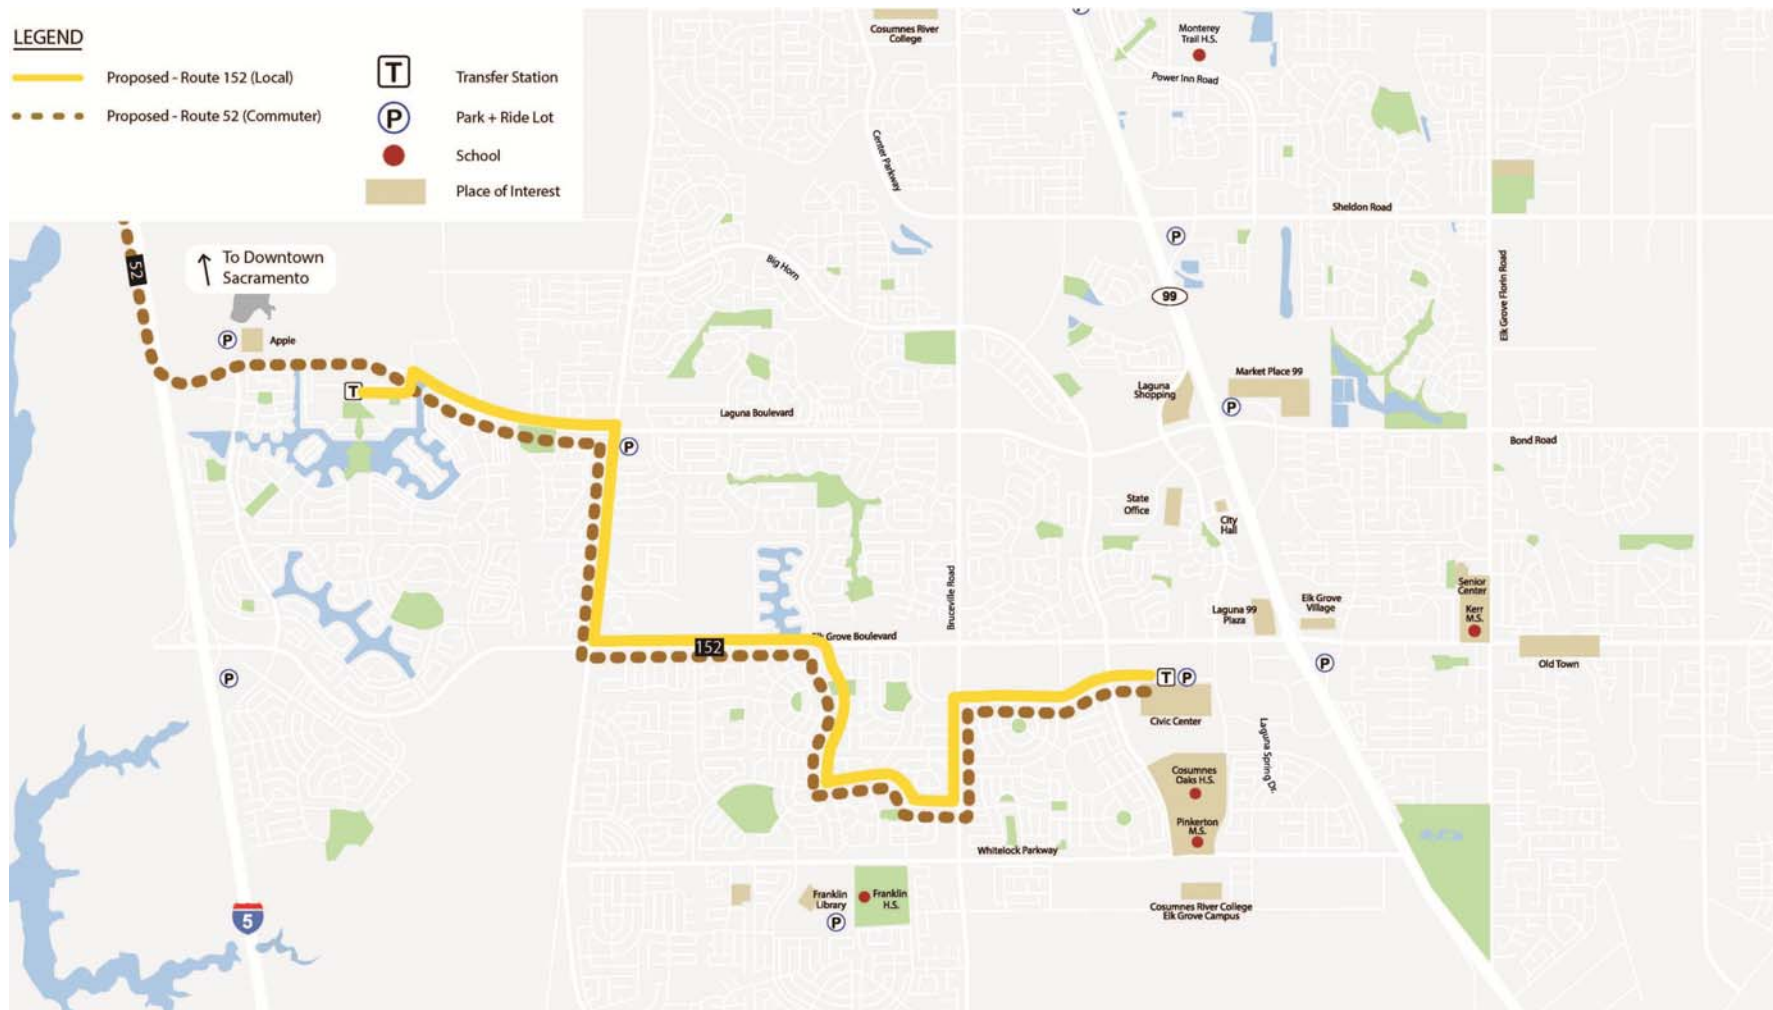 LEGEND
Proposed - Route 152 (Local)
Proposed - Route 52 (Commuter)
T
Transfer Station
P
Park + Ride Lot
School
Place of Interest
Cosumnes River
College
Monterey
Trail H.S.
Power Inn Road
Center Parkway
Sheldon Road
P
52
To Downtown
Sacramento
Big Horn
99
Elk Grove Florin Road
P
Apple
T
Laguna
Shopping
Market Place 99
P
Laguna Boulevard
P
Bond Road
State
Office
City
Hall
Bruceville Road
Senior
Center
Kerr
M.S.
Laguna 99
Plaza
Elk Grove
Village
152
Elk Grove Boulevard
Old Town
P
P
T
P
Civic Center
Laguna Spring Dr.
Cosumnes
Oaks H.S.
Pinkerton
M.S.
Whitelock Parkway
Franklin
Library
Franklin
H.S.
P
5
Cosumnes River College
Elk Grove Campus